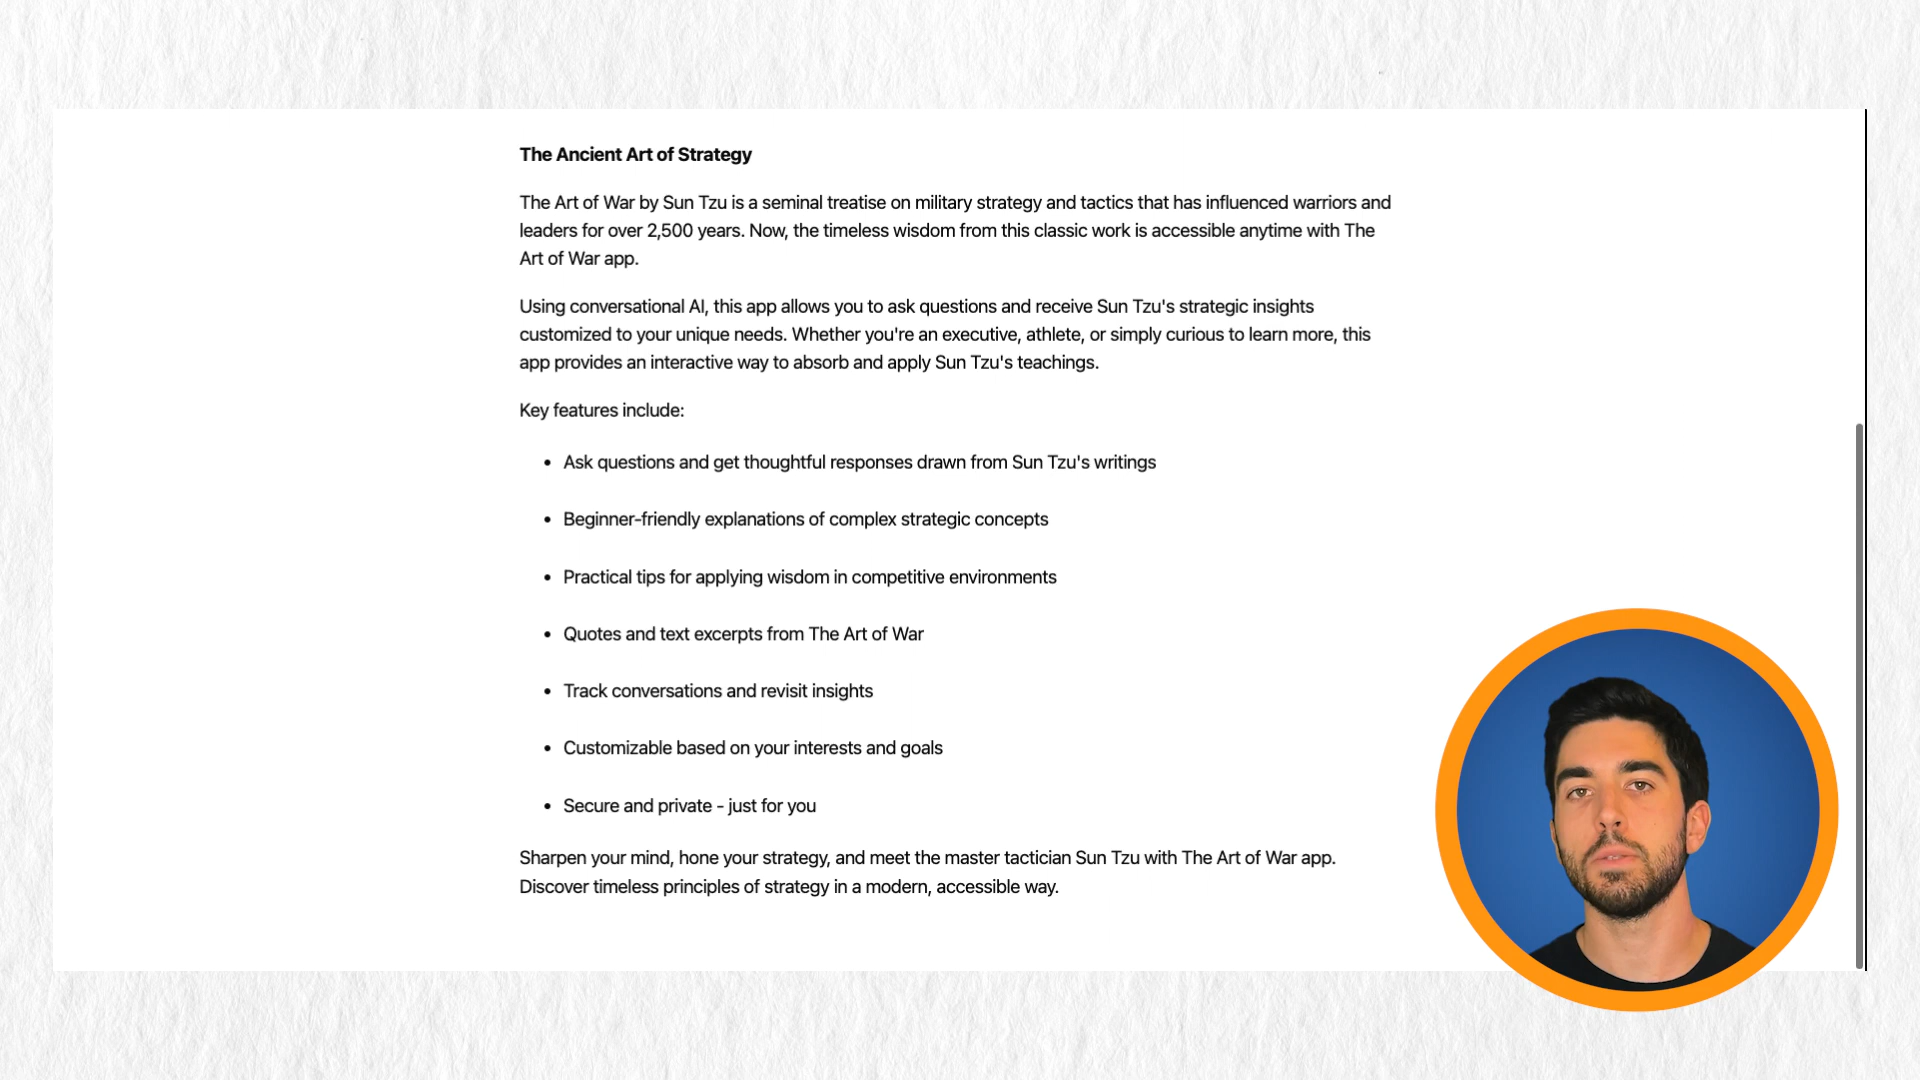 The Ancient Art of Strategy
The Art of War by Sun Tzu is a seminal treatise on military strategy and tactics that has influenced warriors and
leaders for over 2,500 years. Now, the timeless wisdom from this classic work is accessible anytime with The
Art of War app.
Using conversational AI, this app allows you to ask questions and receive Sun Tzu's strategic insights
customized to your unique needs. Whether you're an executive, athlete, or simply curious to learn more, this
app provides an interactive way to absorb and apply Sun Tzu's teachings.
Key features include:
• Ask questions and get thoughtful responses drawn from Sun Tzu's writings
• Beginner-friendly explanations of complex strategic concepts
• Practical tips for applying wisdom in competitive environments
• Quotes and text excerpts from The Art of War
• Track conversations and revisit insights
• Customizable based on your interests and goals
• Secure and private - just for you
Sharpen your mind, hone your strategy, and meet the master tactician Sun Tzu with The Art of War app.
Discover timeless principles of strategy in a modern, accessible way.